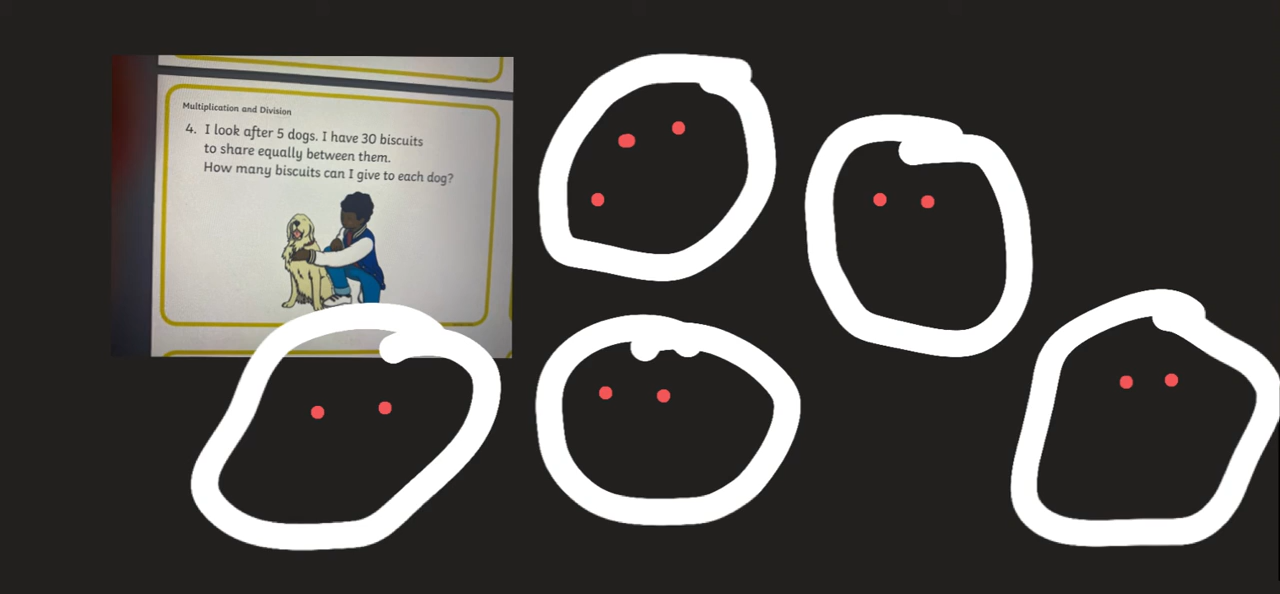 Multiplication and Division
4. I look after 5 dogs. I have 30 biscuits
to share equally between them.
How many biscuits can I give to each dog?